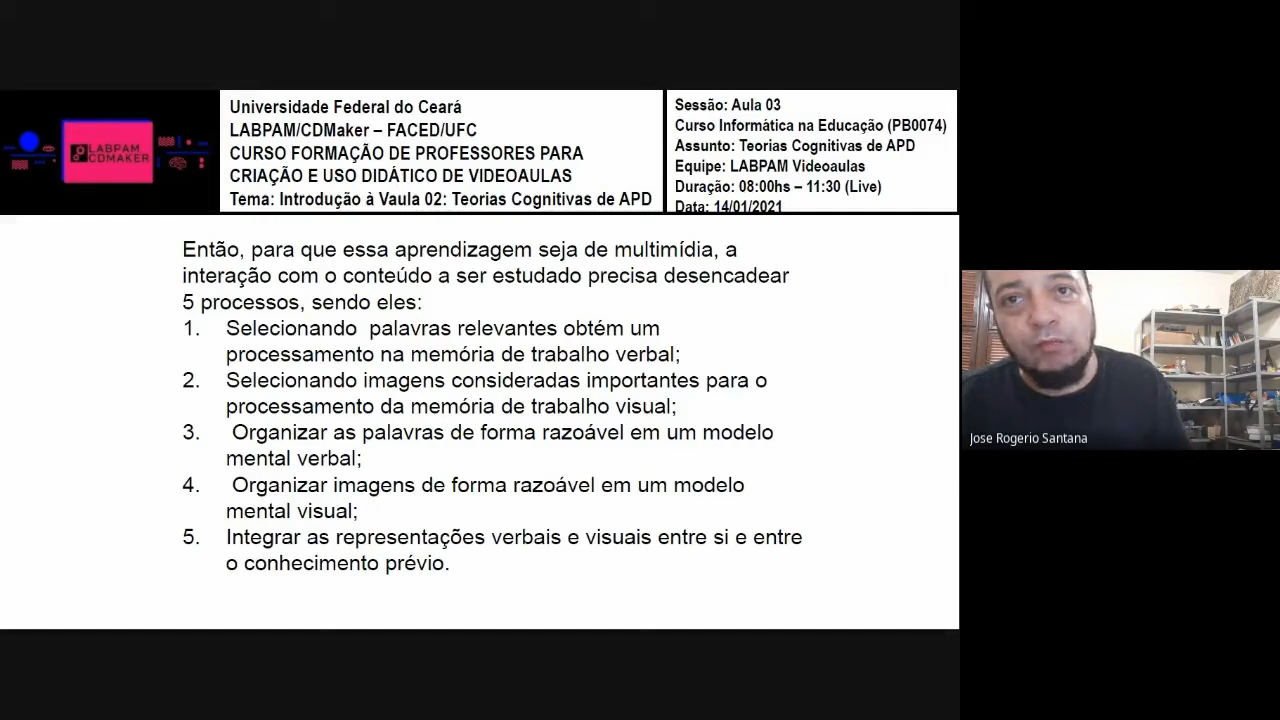 LABPAM
CDMAKER
Universidade Federal do Ceará
LABPAM/CDMaker – FACED/UFC
CURSO FORMAÇÃO DE PROFESSORES PARA
CRIAÇÃO E USO DIDÁTICO DE VIDEOAULAS
Tema: Introdução à Vaula 02: Teorias Cognitivas de APD
Sessão: Aula 03
Curso Informática na Educação (PB0074)
Assunto: Teorias Cognitivas de APD
Equipe: LABPAM Videoaulas
Duração: 08:00hs – 11:30 (Live)
Data: 14/01/2021
Então, para que essa aprendizagem seja de multimídia, a
interação com o conteúdo a ser estudado precisa desencadear
5 processos, sendo eles:
1. Selecionando palavras relevantes obtém um
processamento na memória de trabalho verbal;
2. Selecionando imagens consideradas importantes para o
processamento da memória de trabalho visual;
3. Organizar as palavras de forma razoável em um modelo
mental verbal;
4. Organizar imagens de forma razoável em um modelo
mental visual;
5. Integrar as representações verbais e visuais entre si e entre
o conhecimento prévio.
Jose Rogerio Santana